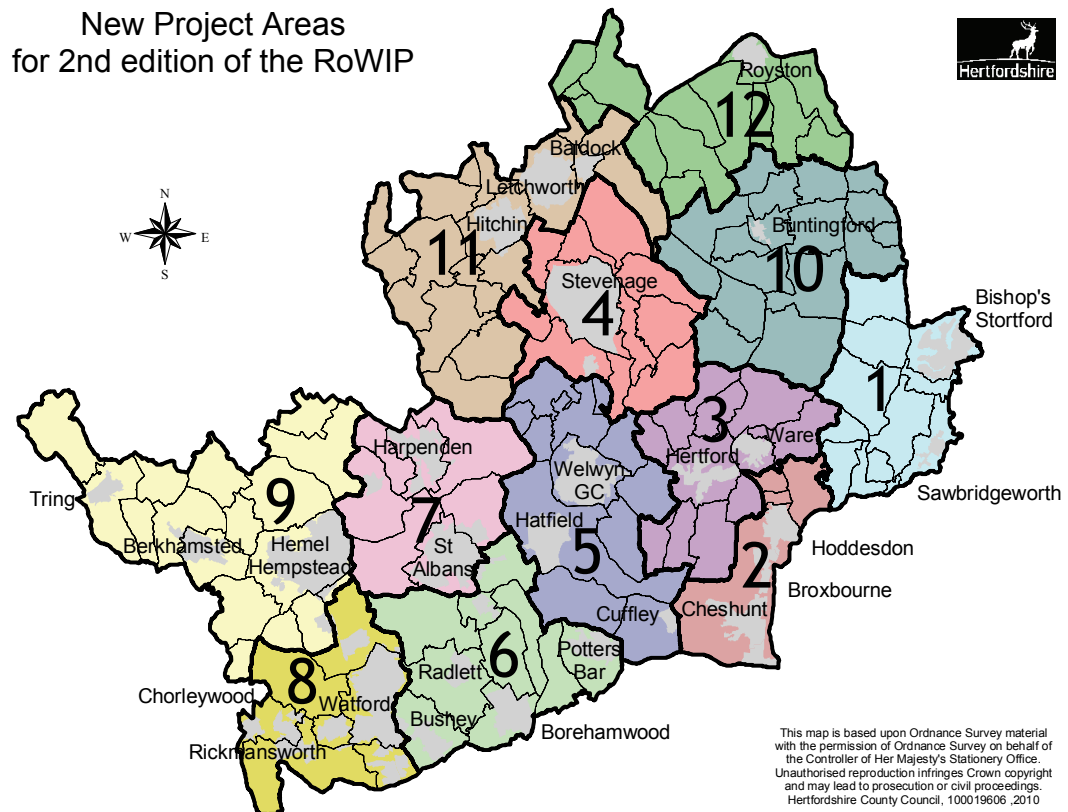 New Project Areas
for 2nd edition of the RoWIP
Hertfordshire
N
W
E
S
Royston
12
Baldock
Letchworth
Hitchin
11
Buntingford
10
Stevenage
4
Bishop's
Stortford
1
3
Ware
Hertford
Harpenden
Welwyn
GC
Sawbridgeworth
Tring
9
7
Hatfield
5
Berkhamsted
Hemel
Hempstead
St
Albans
2
Hoddesdon
Broxbourne
Cheshunt
Cuffley
6
Potters
Bar
Radlett
8
Chorleywood
Watford
Bushey
Borehamwood
Rickmansworth
This map is based upon Ordnance Survey material
with the permission of Ordnance Survey on behalf of
the Controller of Her Majesty's Stationery Office.
Unauthorised reproduction infringes Crown copyright
and may lead to prosecution or civil proceedings.
Hertfordshire County Council, 100019606 ,2010